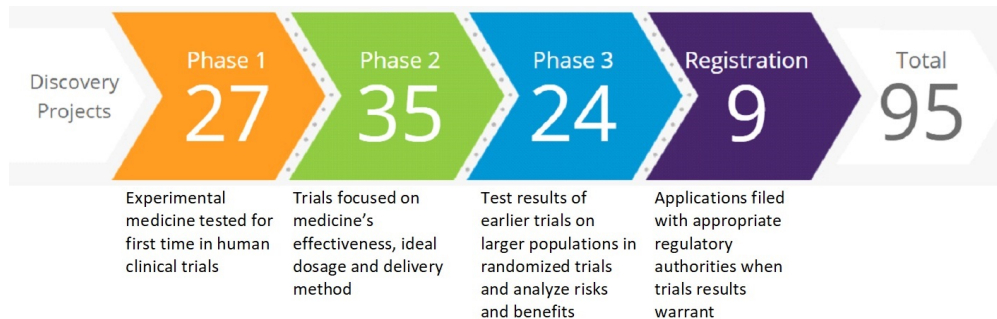 Discovery
Projects
Phase 1
27
Phase 2
35
Phase 3
24
Registration
9
Total
95
Experimental
medicine tested for
first time in human
clinical trials
Trials focused on
medicine's
effectiveness, ideal
dosage and delivery
method
Test results of
earlier trials on
larger populations in
randomized trials
and analyze risks
and benefits
Applications filed
with appropriate
regulatory
authorities when
trials results
warrant